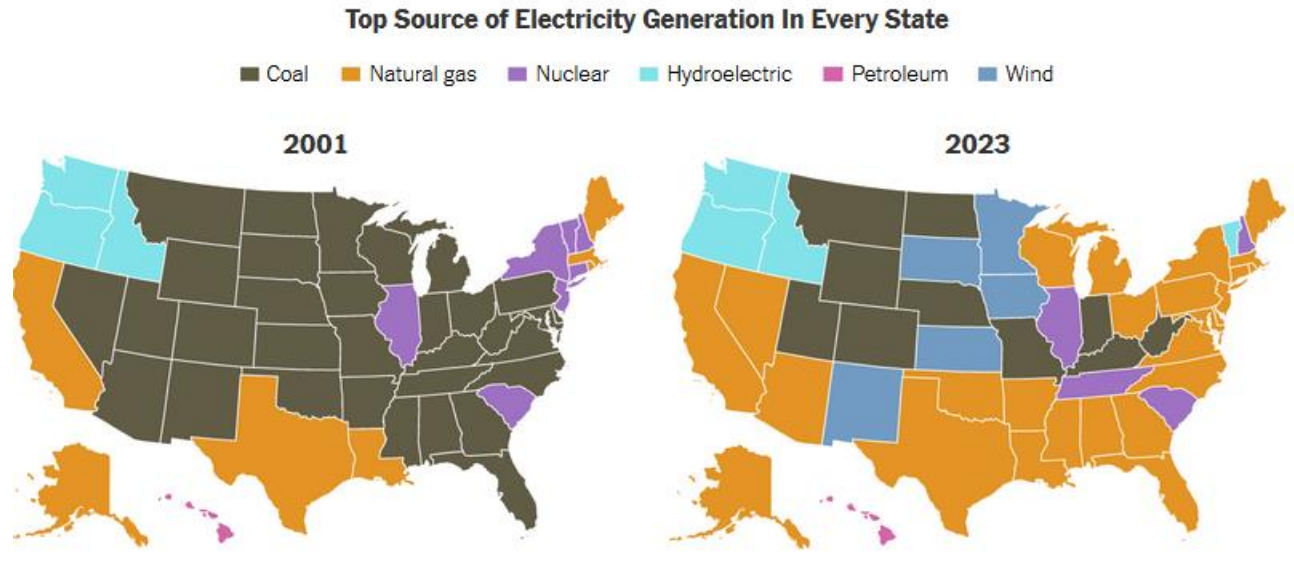 Top Source of Electricity Generation In Every State
Coal Natural gas Nuclear Hydroelectric Petroleum Wind
2001 2023